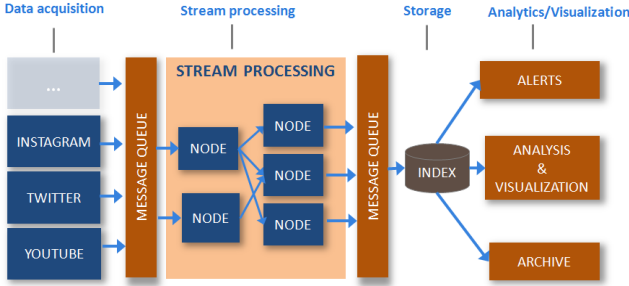 Data acquisition
Stream processing
Storage
Analytics/Visualization
...
INSTAGRAM
TWITTER
YOUTUBE
MESSAGE QUEUE
STREAM PROCESSING
NODE
NODE
NODE
NODE
NODE
MESSAGE QUEUE
INDEX
ALERTS
ANALYSIS
&
VISUALIZATION
ARCHIVE